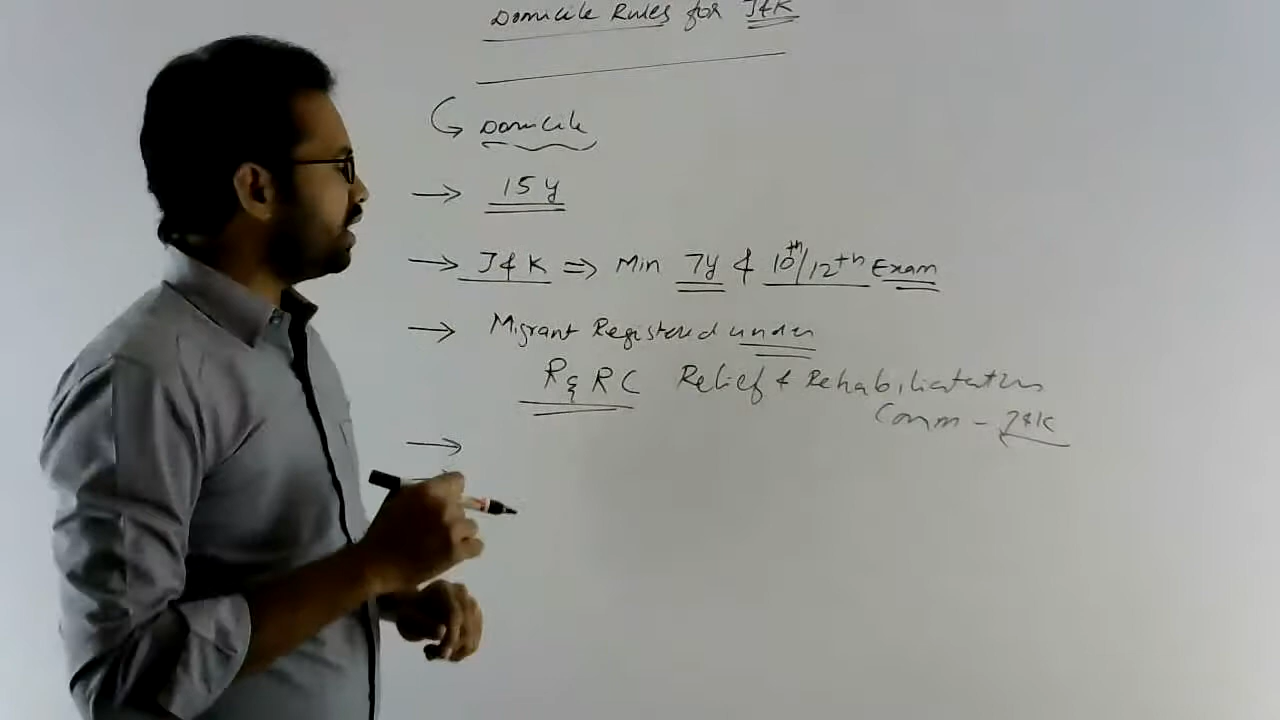 Domicile Rules for J&K
Domicile
→ 15 y
→ J & K ⇒ Min 7y & 10th/12th Exam
→ Migrant Registered under
R & RC Relief & Rehabilitation
Comm - J&K
→